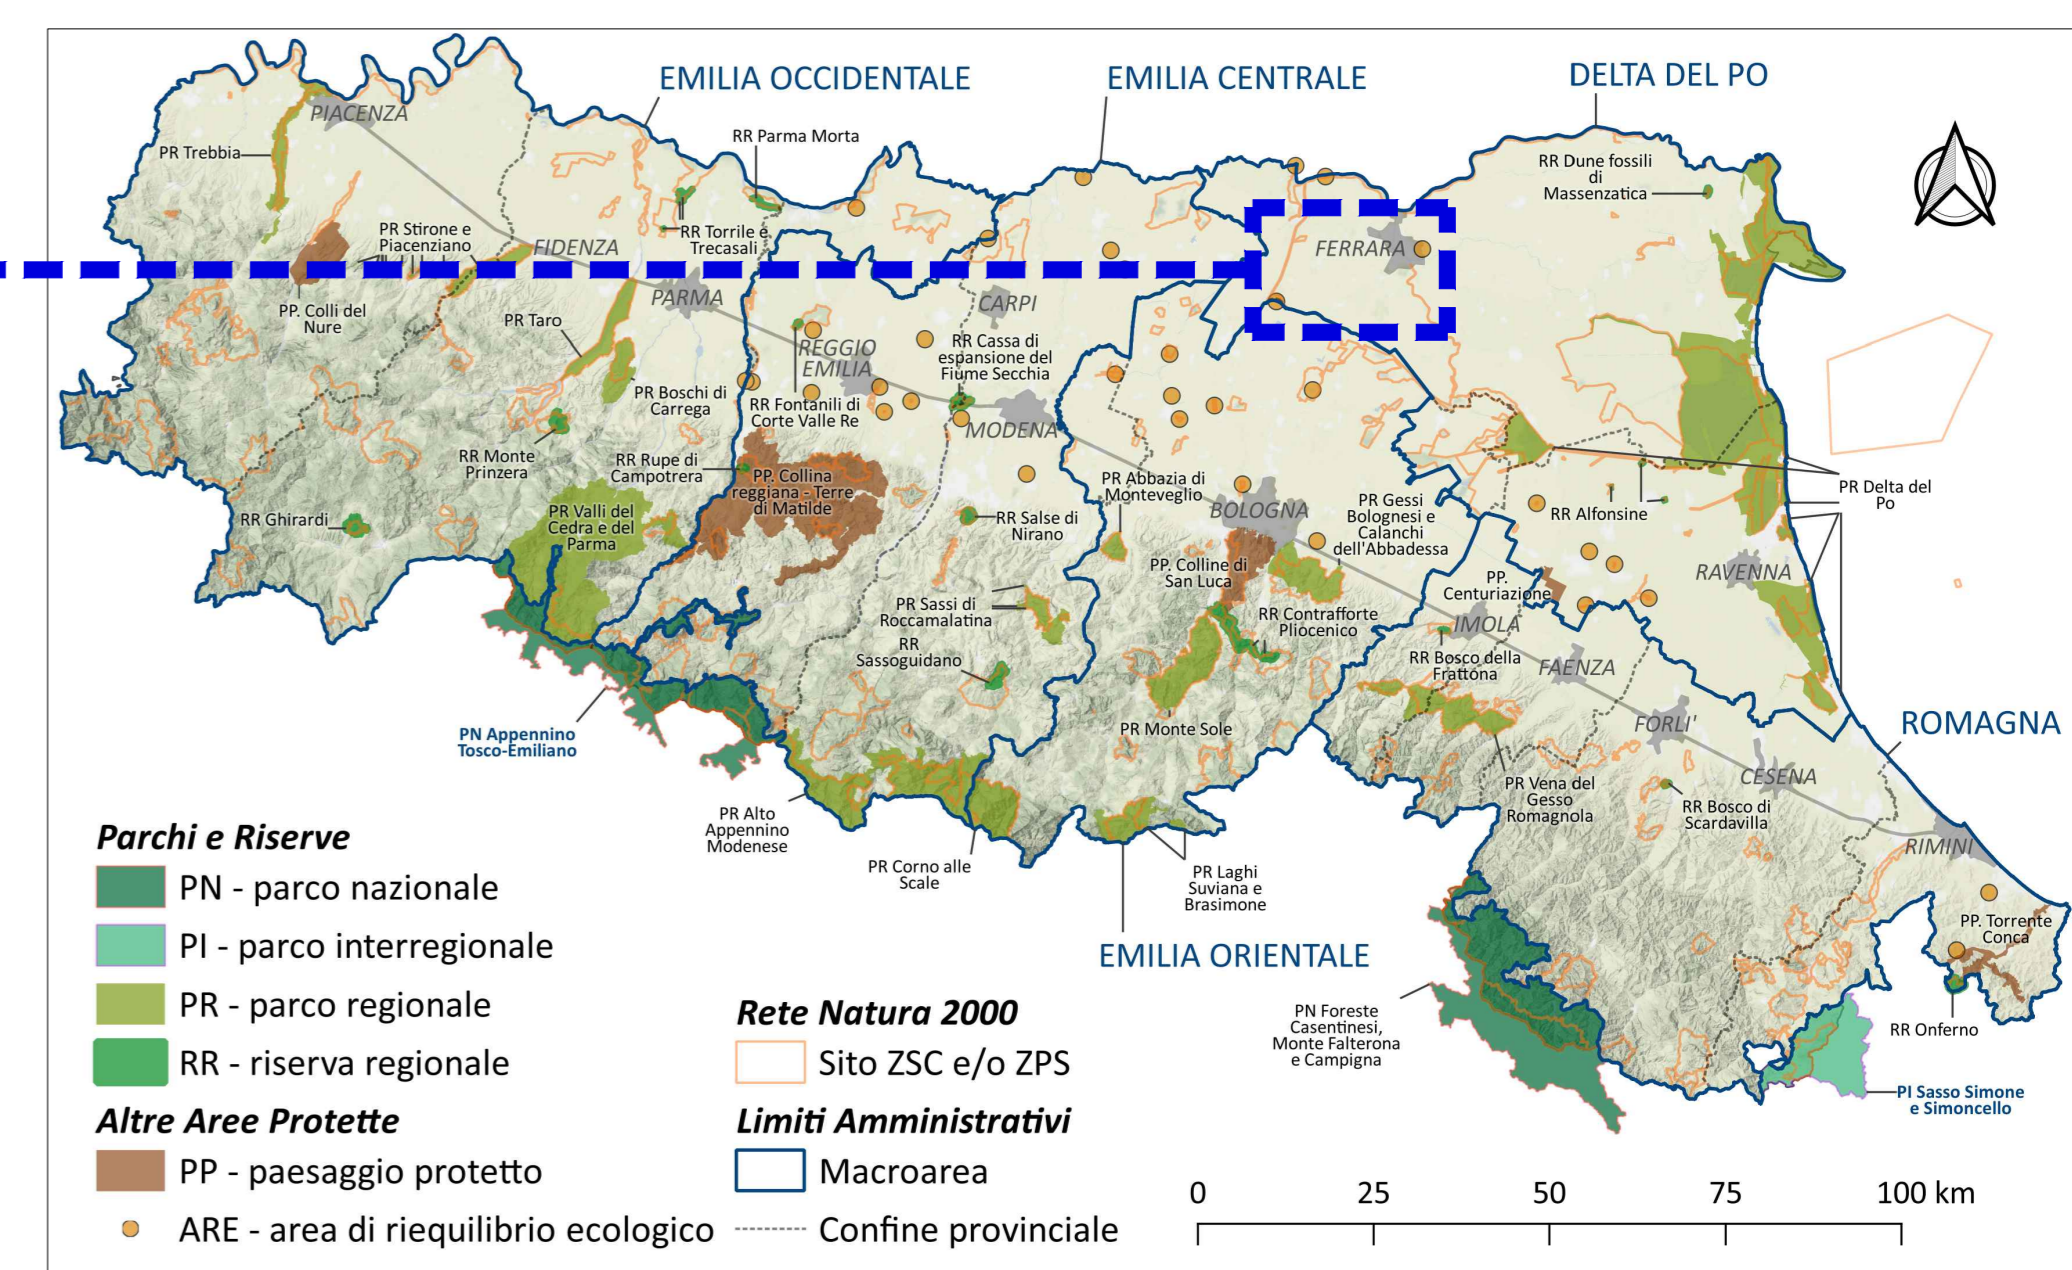 EMILIA OCCIDENTALE
EMILIA CENTRALE
DELTA DEL PO
PIACENZA
PR Trebbia
RR Parma Morta
RR Dune fossili
di
Massenzatica
PR Stirone e
Piacenziano
FIDENZA
RR Torrile e
Trecasali
FERRARA
PP. Colli del
Nure
PARMA
CARPI
PR Taro
REGGIO
EMILIA
RR Cassa di
espansione del
Fiume Secchia
PR Boschi di
Carrega
RR Fontanili di
Corte Valle Re
MODENA
RR Monte
Prinzera
RR Rupe di
Campotrera
PP. Collina
reggiana - Terre
di Matilde
PR Abbazia di
Monteveglio
BOLOGNA
PR Gessi
Bolognesi e
Calanchi
dell'Abbadessa
PR Delta del
Po
RR Alfonsine
RR Ghirardi
PR Valli del
Cedra e del
Parma
RR Salse di
Nirano
PP. Colline di
San Luca
PP.
Centuriazione
RAVENNA
PR Sassi di
Roccamalatina
RR Contrafforte
Pliocenico
IMOLA
RR
Sassoguidano
RR Bosco della
Frattona
FAENZA
PN Appennino
Tosco-Emiliano
PR Monte Sole
FORLI'
ROMAGNA
CESENA
PR Vena del
Gesso
Romagnola
RR Bosco di
Scardavilla
PR Alto
Appennino
Modenese
PR Corno alle
Scale
PR Laghi
Suviana e
Brasimone
RIMINI
EMILIA ORIENTALE
PP. Torrente
Conca
PN Foreste
Casentinesi,
Monte Falterona
e Campigna
RR Onferno
PI Sasso Simone
e Simoncello
Parchi e Riserve
PN - parco nazionale
PI - parco interregionale
PR - parco regionale
RR - riserva regionale
Altre Aree Protette
PP - paesaggio protetto
ARE - area di riequilibrio ecologico
Rete Natura 2000
Sito ZSC e/o ZPS
Limiti Amministrativi
Macroarea
Confine provinciale
0 25 50 75 100 km